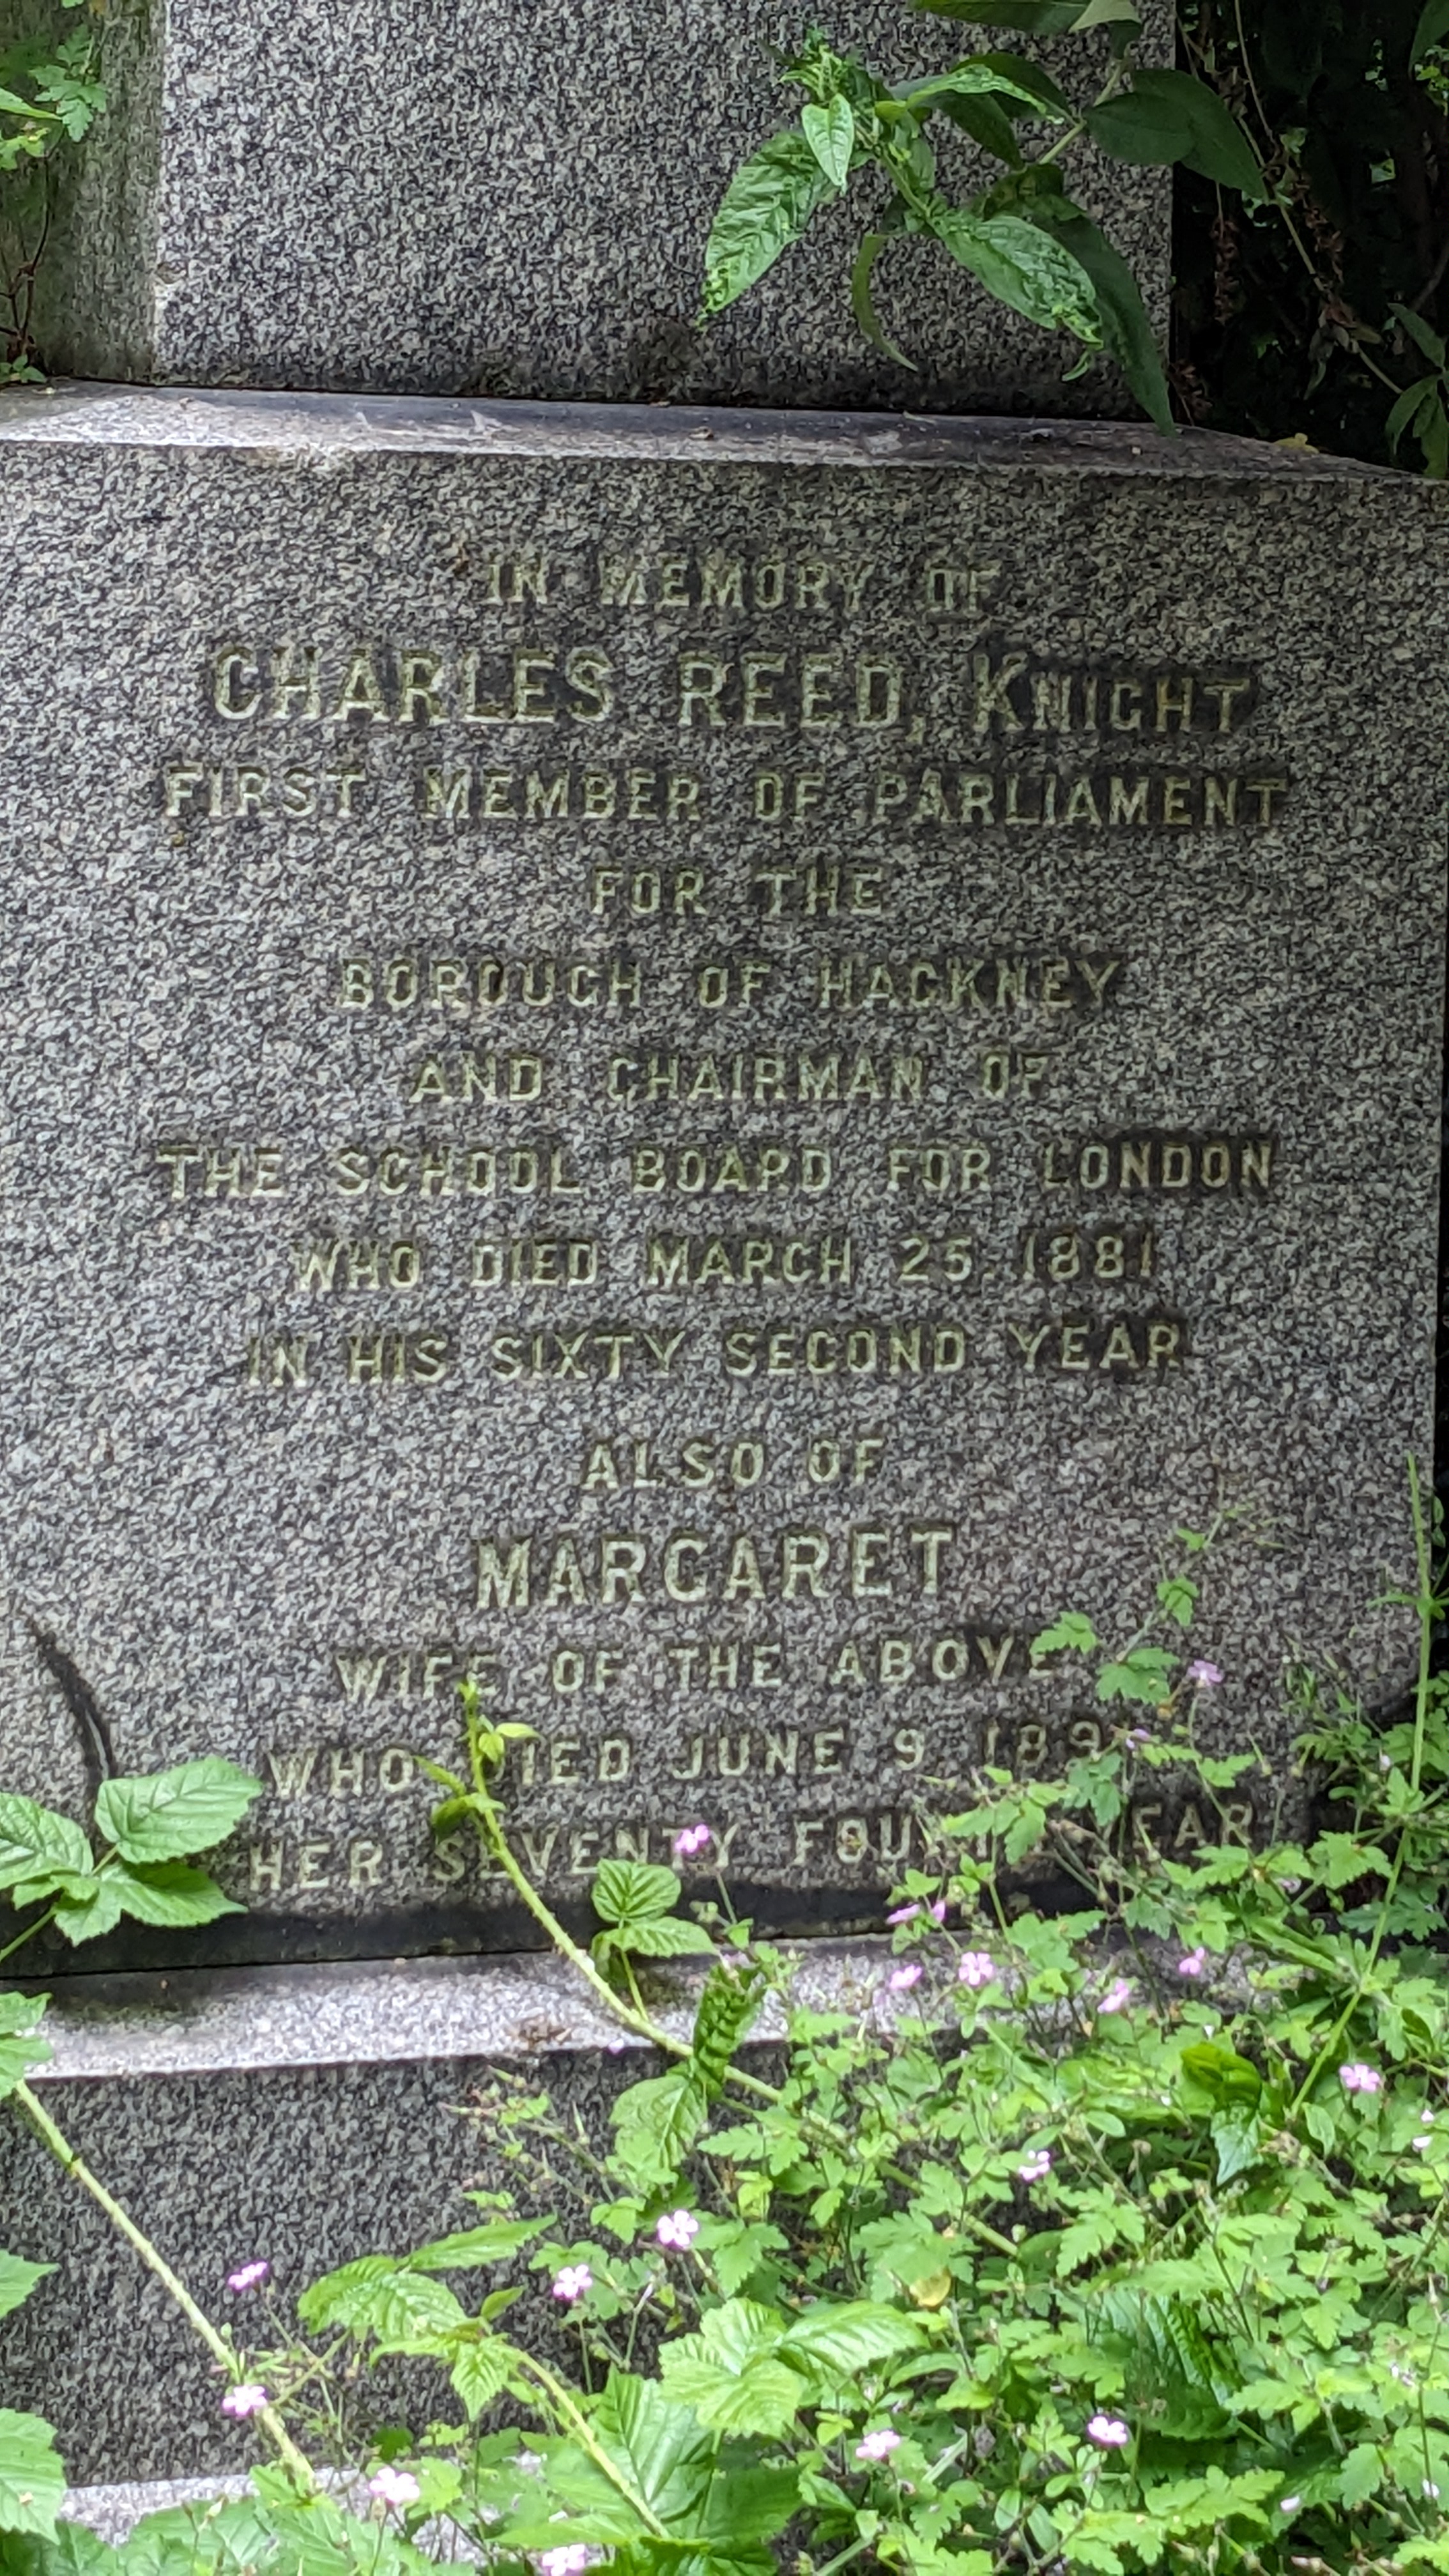 IN MEMORY OF
CHARLES REED, KNIGHT
FIRST MEMBER OF PARLIAMENT
FOR THE
BOROUGH OF HACKNEY
AND CHAIRMAN OF
THE SCHOOL BOARD FOR LONDON
WHO DIED MARCH 25, 1881
IN HIS SIXTY SECOND YEAR
ALSO OF
MARGARET
WIFE OF THE ABOVE
WHO DIED JUNE 9
HER SEVENTY YEAR